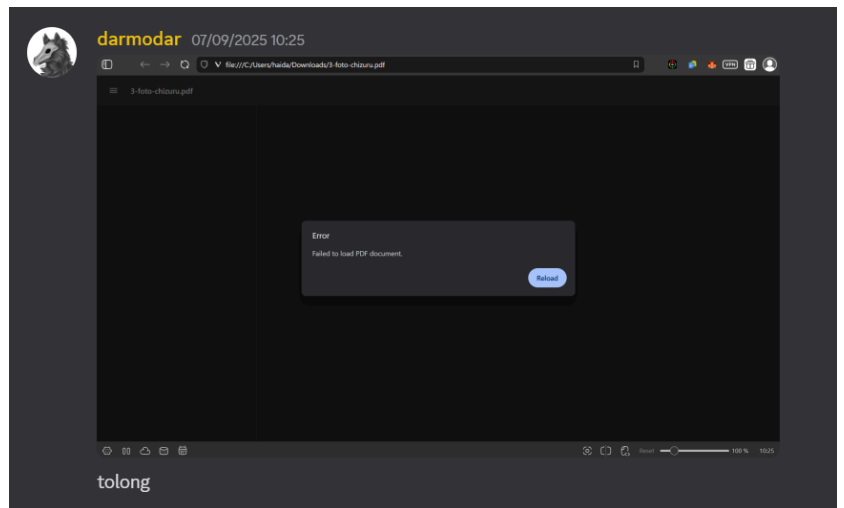 darmodar 07/09/2025 10:25
file:///C:/Users/haida/Downloads/3-foto-chizuru.pdf
VPN
3-foto-chizuru.pdf
Error
Failed to load PDF document.
Reload
Reset 100 % 10:25
tolong